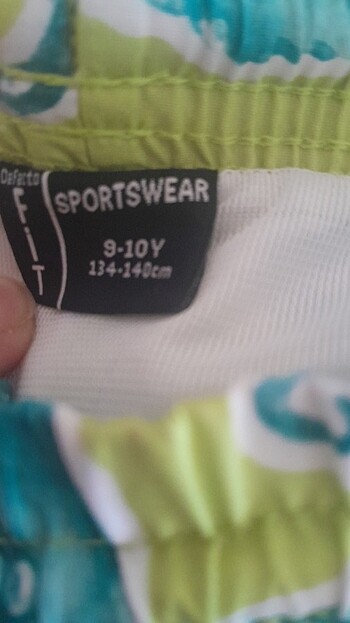 DeFacto
FiT
SPORTSWEAR
9-10Y
134-140cm